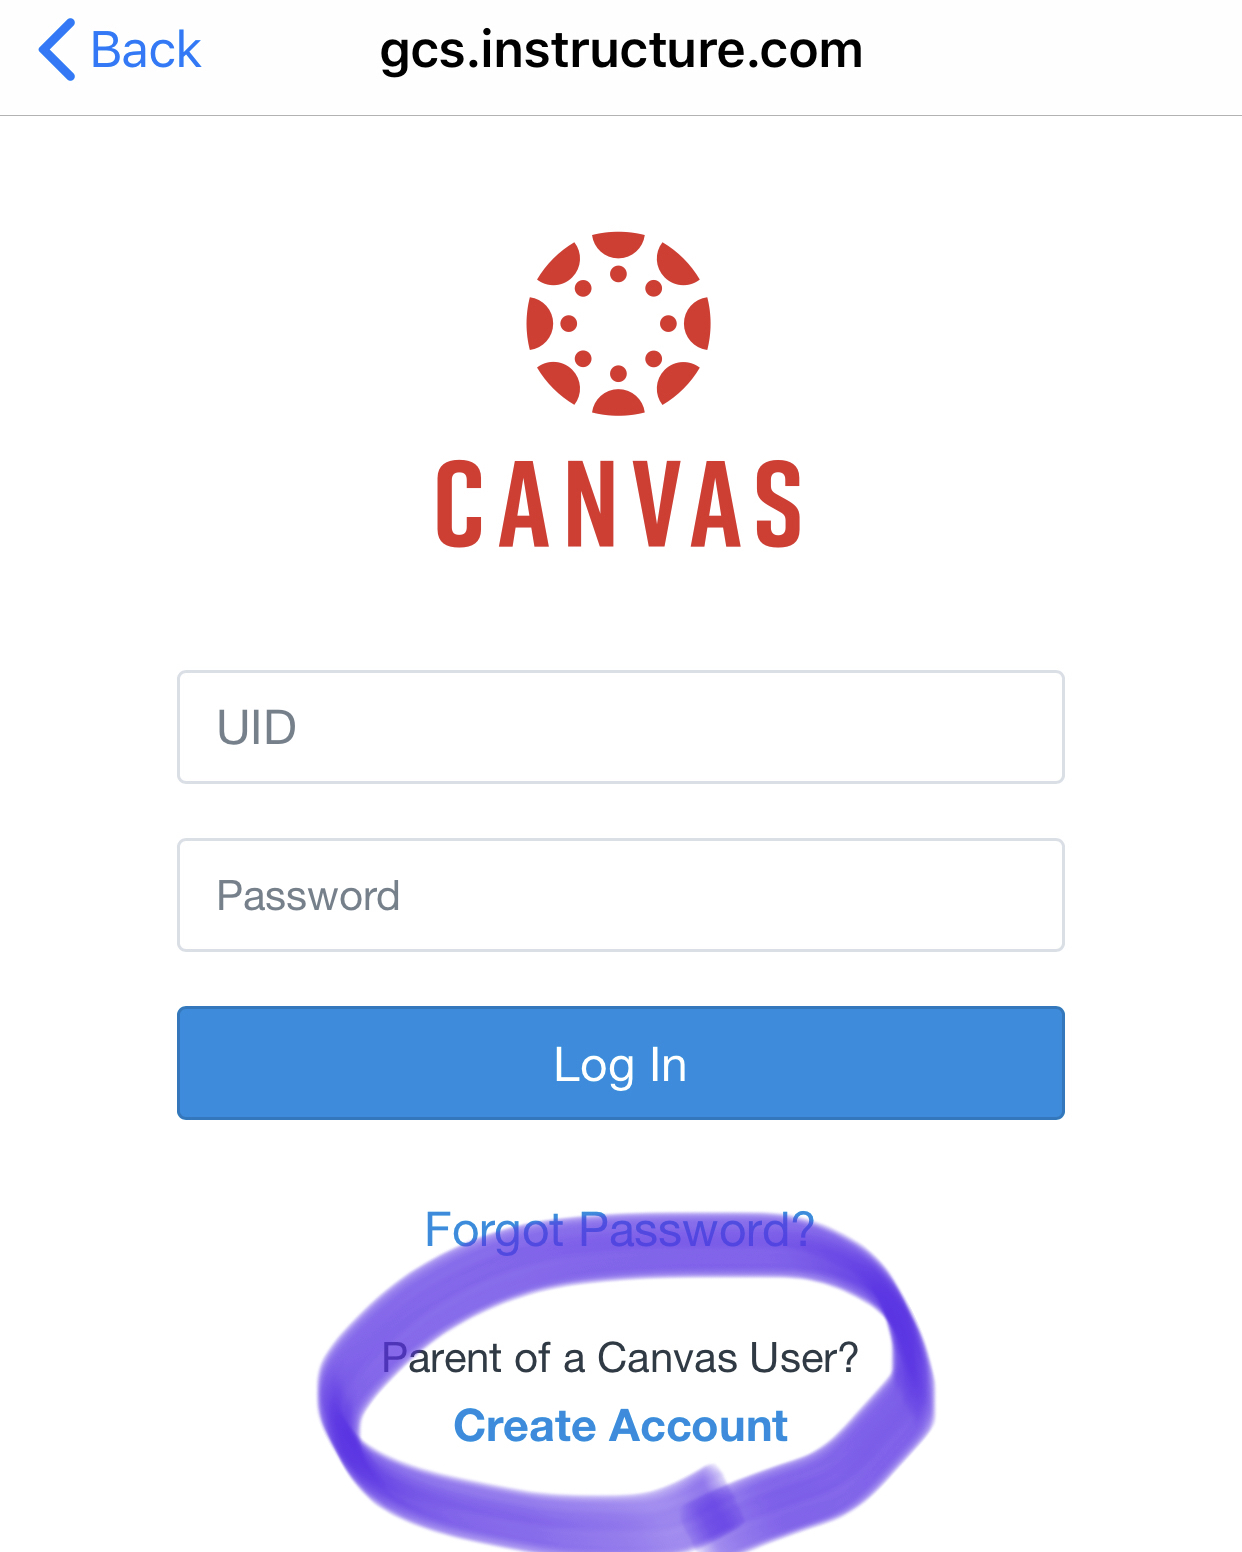 Back
gcs.instructure.com
CANVAS
UID
Password
Log In
Forgot Password?
Parent of a Canvas User?
Create Account